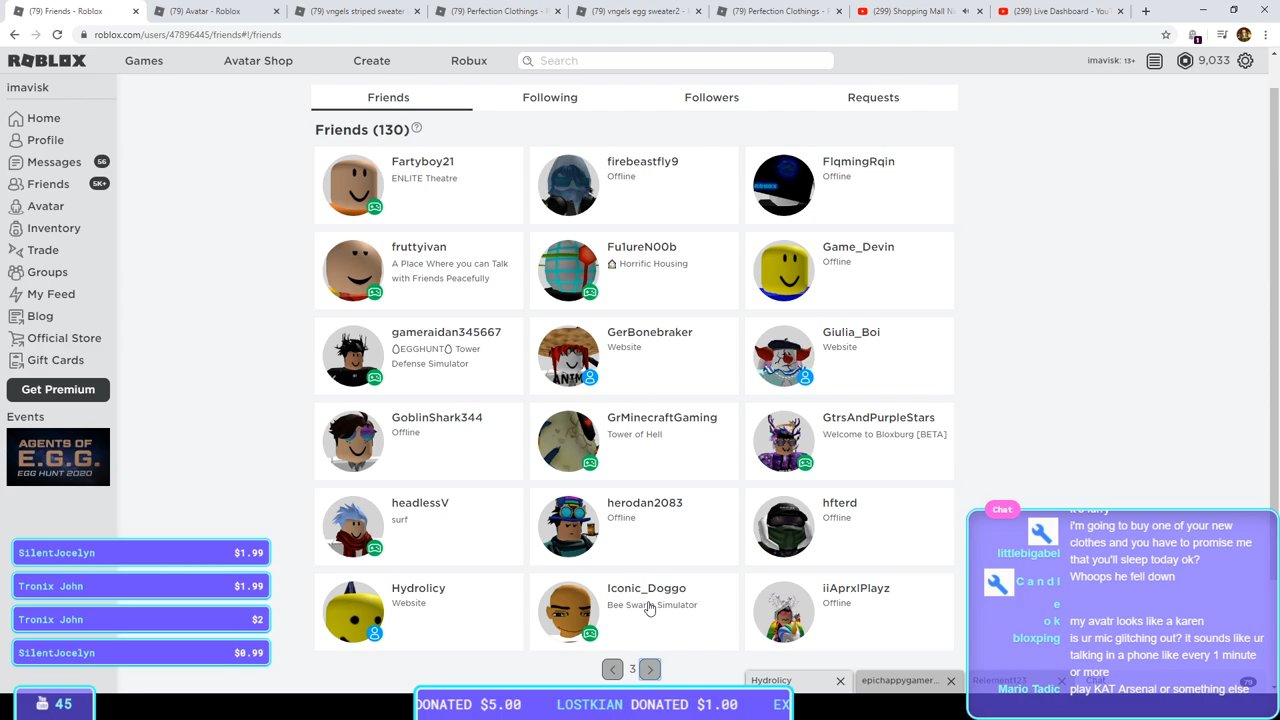 (79) Friends - Roblox
(79) Avatar - Roblox
(79) vngels striped sweater
(79) Perfection Clothings -
(79) vngels egg sweater2 -
(79) Perfection Clothings -
(299) Shopping Mall
(299) Live Dashboard - You
roblox.com/users/47896445/friends#!/friends
1
ROBLOX
Games
Avatar Shop
Create
Robux
Search
imavisk: 13+
9,033
imavisk
Home
Profile
Messages 56
Friends 5K+
Avatar
Inventory
Trade
Groups
My Feed
Blog
Official Store
Gift Cards
Get Premium
Events
AGENTS OF
E.G.G.
EGG HUNT 2020
Friends
Following
Followers
Requests
Friends (130)
Fartyboy21
ENLITE Theatre
firebeastfly9
Offline
FlqmingRqin
Offline
fruttyivan
A Place Where you can Talk
with Friends Peacefully
Fu1ureN00b
Horrific Housing
Game_Devin
Offline
gameraidan345667
EGGHUNT Tower
Defense Simulator
GerBonebraker
Website
ANIM
Giulia_Boi
Website
GoblinShark344
Offline
GrMinecraftGaming
Tower of Hell
GtrsAndPurpleStars
Welcome to Bloxburg [BETA]
headlessV
surf
herodan2083
Offline
hfterd
Offline
Hydrolicy
Website
Iconic_Doggo
Bee Swarm Simulator
iiAprxlPlayz
Offline
3
SilentJocelyn $1.99
Tronix John $1.99
Tronix John $2
SilentJocelyn $0.99
45
DONATED $5.00 LOSTKIAN DONATED $1.00 EX
Hydrolicy
epichappygamer...
Relement123
Chat
79
Chat
littlebigabel
I'm going to buy one of your new
clothes and you have to promise me
that you'll sleep today ok?
C a n d i
e
Whoops he fell down
o k
my avatr looks like a karen
bloxping
is ur mic glitching out? it sounds like ur
talking in a phone like every 1 minute
or more
Mario Tadic
play KAT Arsenal or something else